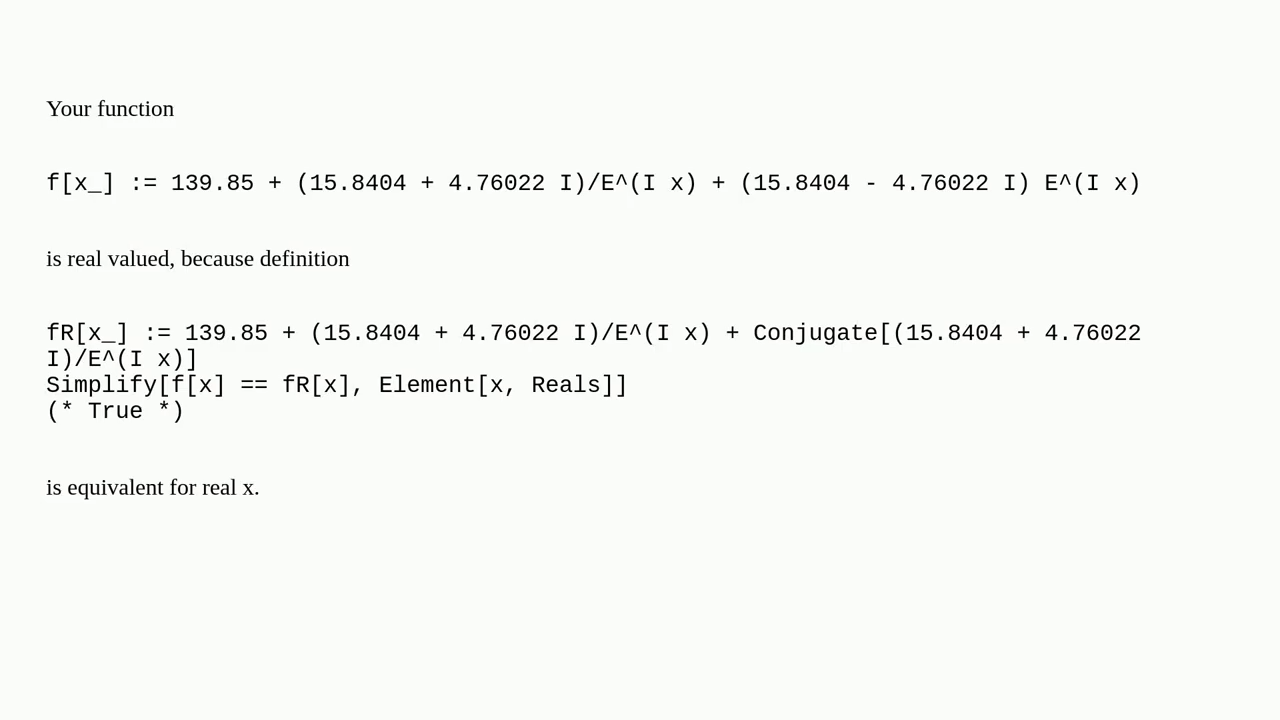 Your function
f[x_] := 139.85 + (15.8404 + 4.76022 I)/E^(I x) + (15.8404 - 4.76022 I) E^(I x)
is real valued, because definition
fR[x_] := 139.85 + (15.8404 + 4.76022 I)/E^(I x) + Conjugate[(15.8404 + 4.76022
I)/E^(I x)]
Simplify[f[x] == fR[x], Element[x, Reals]]
(* True *)
is equivalent for real x.